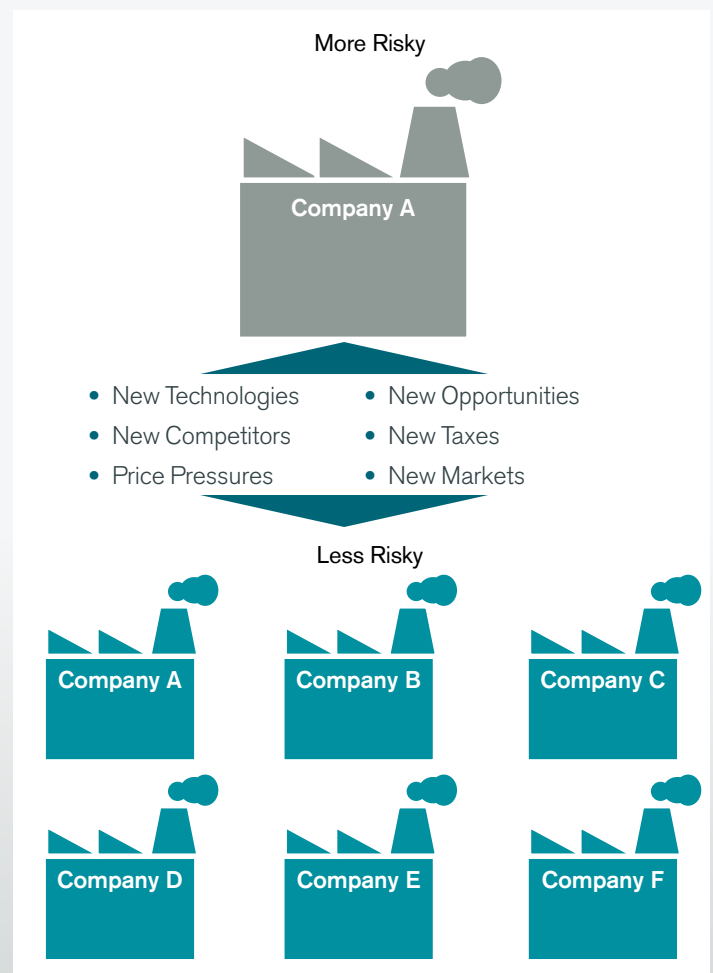 More Risky
Company A
• New Technologies
• New Competitors
• Price Pressures
• New Opportunities
• New Taxes
• New Markets
Less Risky
Company A
Company B
Company C
Company D
Company E
Company F